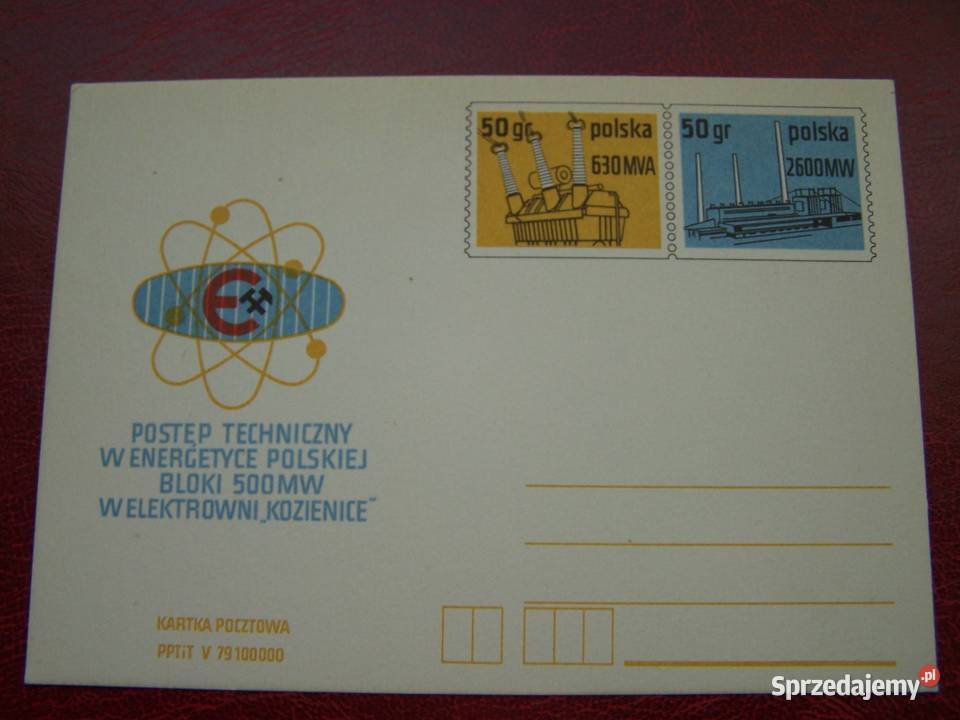 50 gr polska
630 MVA
50 gr polska
2600 MW
E
POSTĘP TECHNICZNY
W ENERGETYCE POLSKIEJ
BLOKI 500 MW
W ELEKTROWNI „KOZIENICE"
KARTKA POCZTOWA
PPTiT V 79 100000
Sprzedajemy.pl